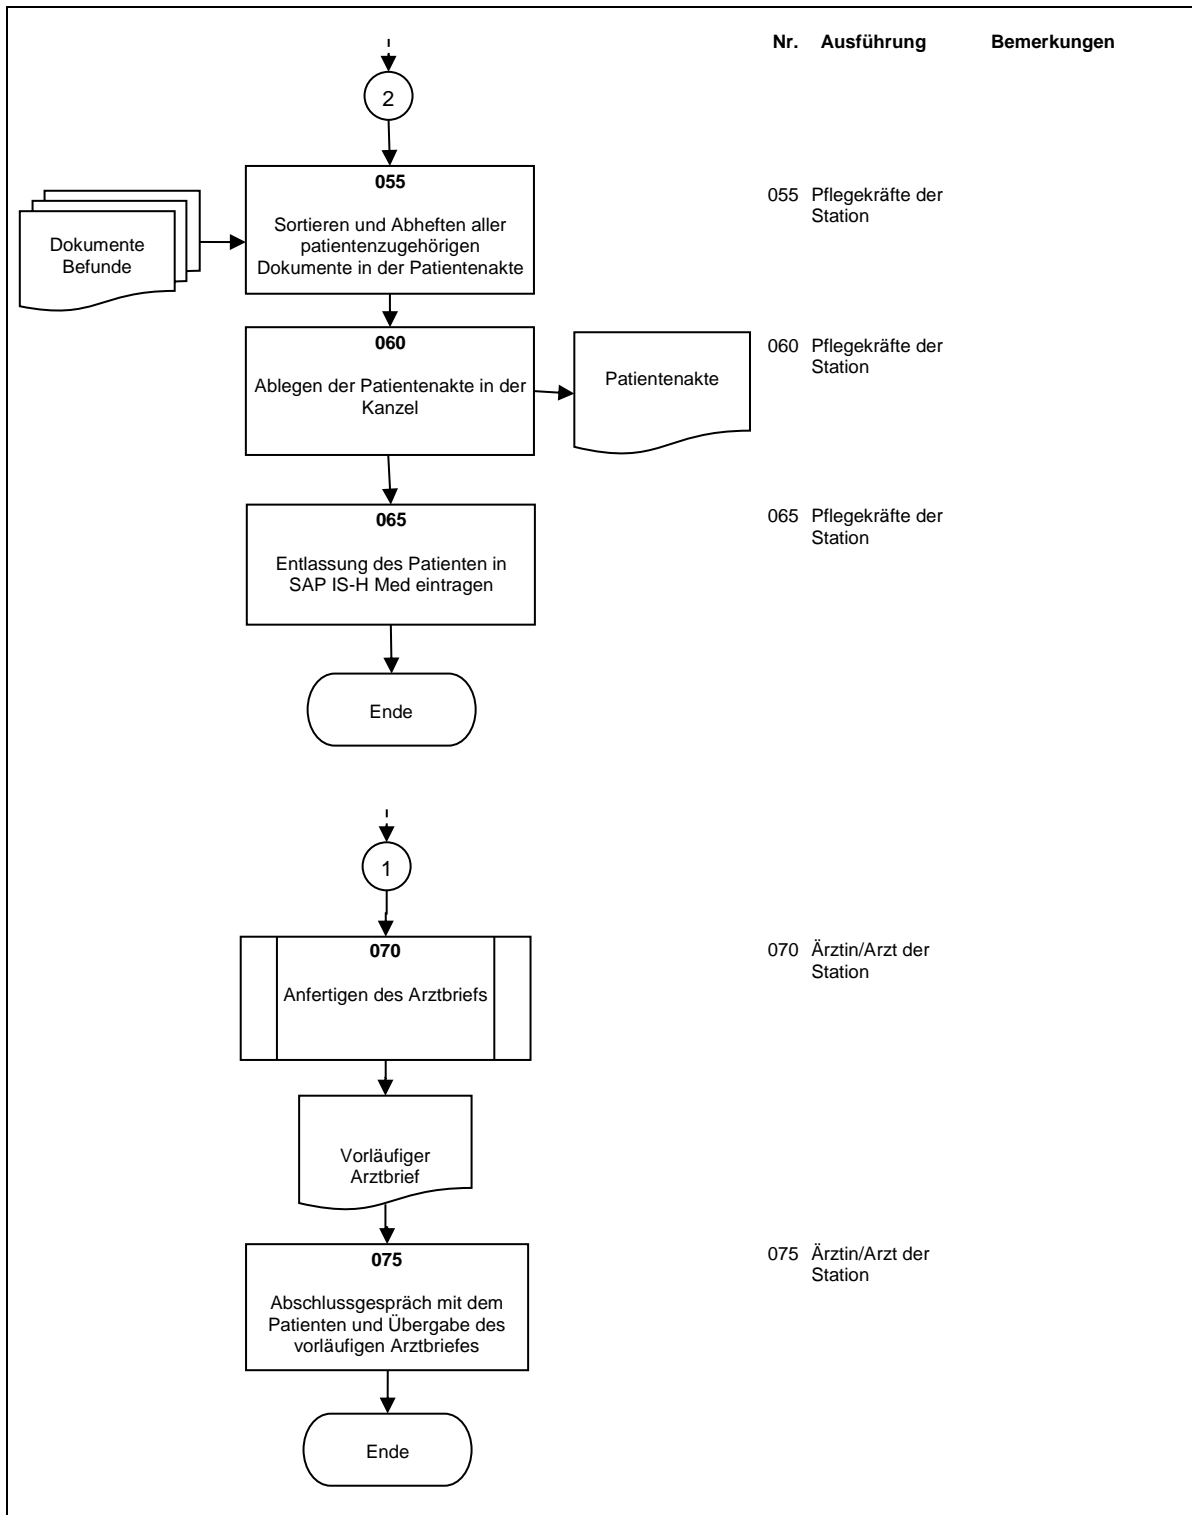 Nr. Ausführung Bemerkungen
2
055
Sortieren und Abheften aller
patientenzugehörigen
Dokumente in der Patientenakte
Dokumente
Befunde
055 Pflegekräfte der
Station
060
Ablegen der Patientenakte in der
Kanzel
Patientenakte
060 Pflegekräfte der
Station
065
Entlassung des Patienten in
SAP IS-H Med eintragen
065 Pflegekräfte der
Station
Ende
1
070
Anfertigen des Arztbriefs
070 Ärztin/Arzt der
Station
Vorläufiger
Arztbrief
075
Abschlussgespräch mit dem
Patienten und Übergabe des
vorläufigen Arztbriefes
075 Ärztin/Arzt der
Station
Ende